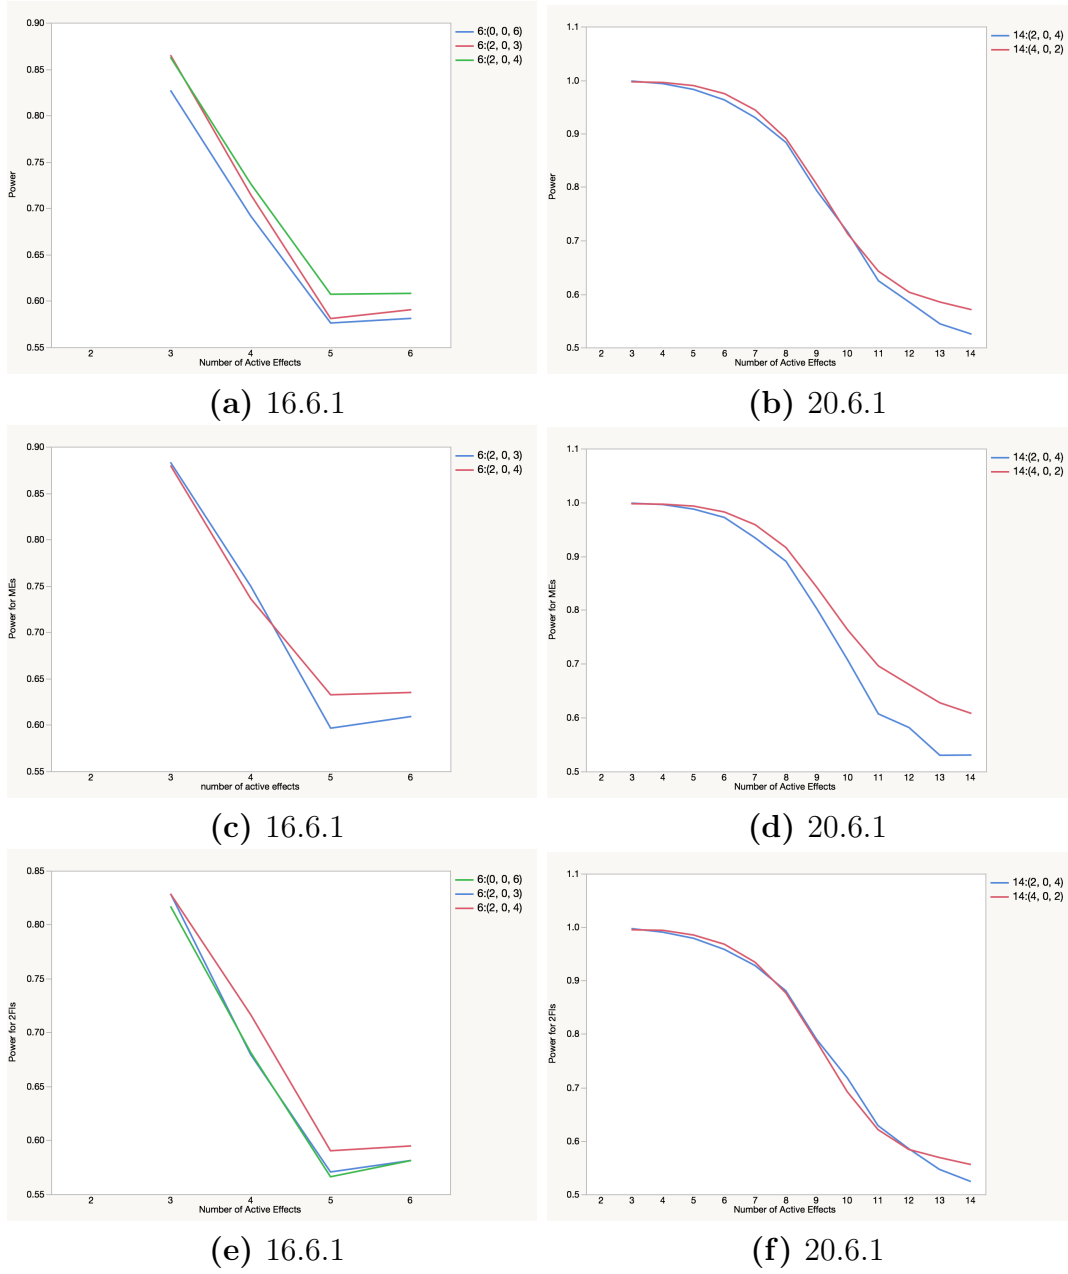 0.90
0.85
0.80
0.75
0.70
0.65
0.60
0.55
Power
2 3 4 5 6
Number of Active Effects
6:(0, 0, 6)
6:(2, 0, 3)
6:(2, 0, 4)
(a) 16.6.1
1.1
1.0
0.9
0.8
0.7
0.6
0.5
Power
2 3 4 5 6 7 8 9 10 11 12 13 14
Number of Active Effects
14:(2, 0, 4)
14:(4, 0, 2)
(b) 20.6.1
0.90
0.85
0.80
0.75
0.70
0.65
0.60
0.55
Power for MEs
2 3 4 5 6
number of active effects
6:(2, 0, 3)
6:(2, 0, 4)
(c) 16.6.1
1.1
1.0
0.9
0.8
0.7
0.6
0.5
Power for MEs
2 3 4 5 6 7 8 9 10 11 12 13 14
Number of Active Effects
14:(2, 0, 4)
14:(4, 0, 2)
(d) 20.6.1
0.85
0.80
0.75
0.70
0.65
0.60
0.55
Power for 2FIs
2 3 4 5 6
Number of Active Effects
6:(0, 0, 6)
6:(2, 0, 3)
6:(2, 0, 4)
(e) 16.6.1
1.1
1.0
0.9
0.8
0.7
0.6
0.5
Power for 2FIs
2 3 4 5 6 7 8 9 10 11 12 13 14
Number of Active Effects
14:(2, 0, 4)
14:(4, 0, 2)
(f) 20.6.1